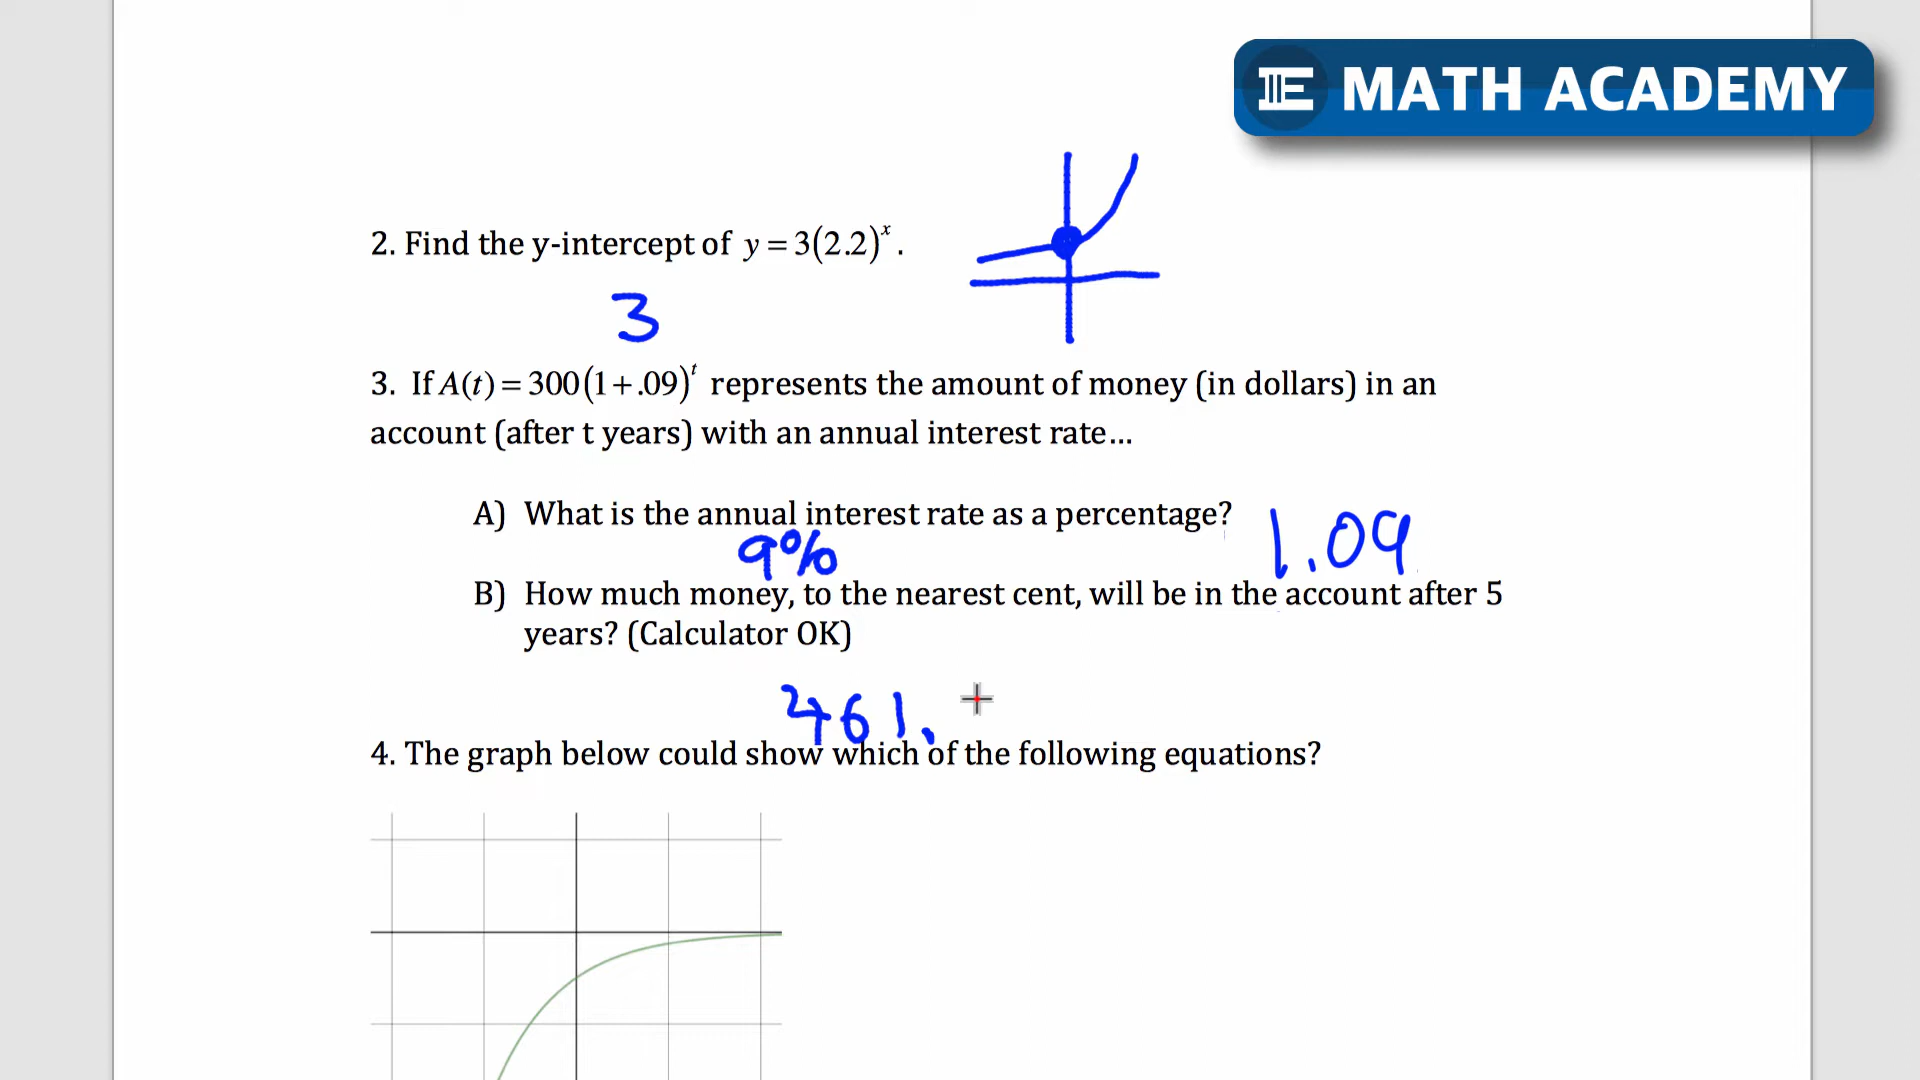 IE MATH ACADEMY
2. Find the y-intercept of y = 3(2.2)ˣ.
3
3. If A(t) = 300(1+.09)ᵗ represents the amount of money (in dollars) in an
account (after t years) with an annual interest rate...
A) What is the annual interest rate as a percentage?
9%
1.09
B) How much money, to the nearest cent, will be in the account after 5
years? (Calculator OK)
461.
4. The graph below could show which of the following equations?